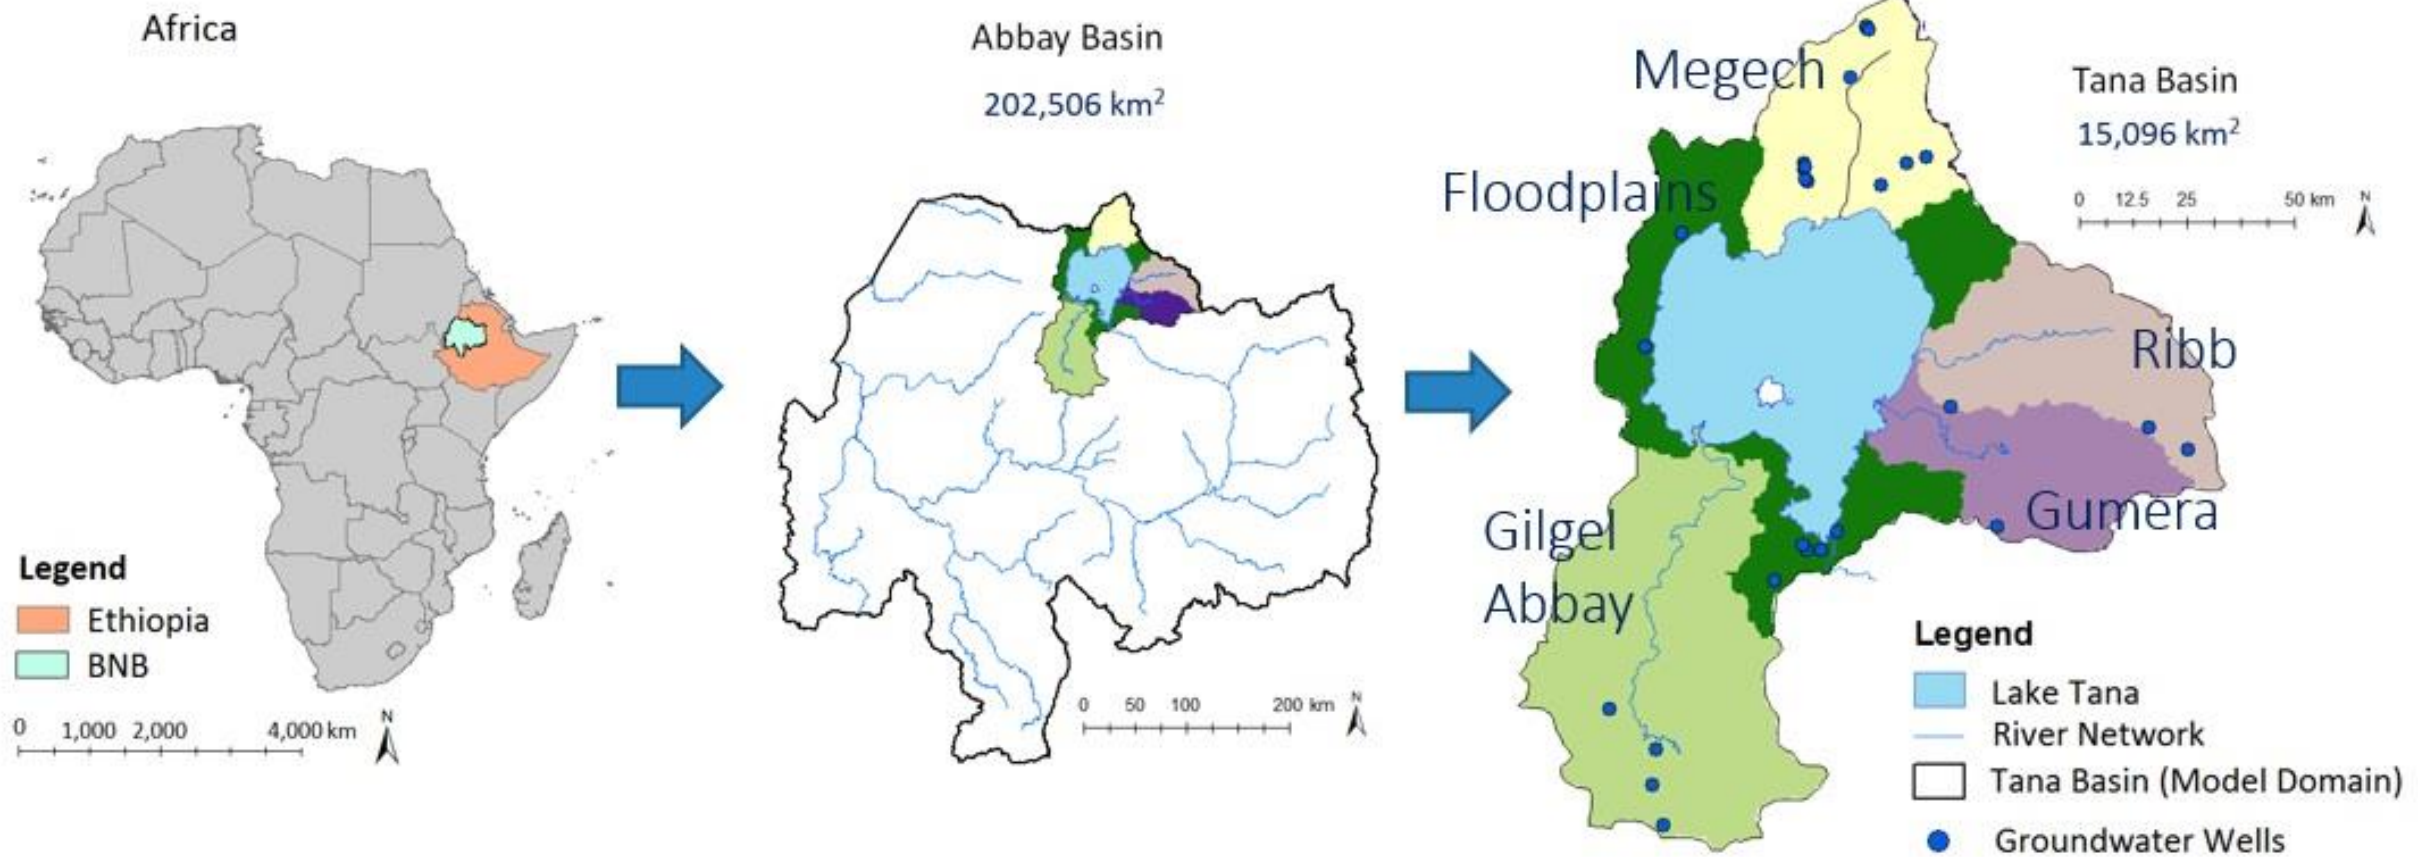 Africa
Legend
Ethiopia
BNB
0 1,000 2,000 4,000 km
N
Abbay Basin
202,506 km²
0 50 100 200 km
N
Megech
Floodplains
Ribb
Gumera
Gilgel
Abbay
Tana Basin
15,096 km²
0 12.5 25 50 km
N
Legend
Lake Tana
River Network
Tana Basin (Model Domain)
Groundwater Wells